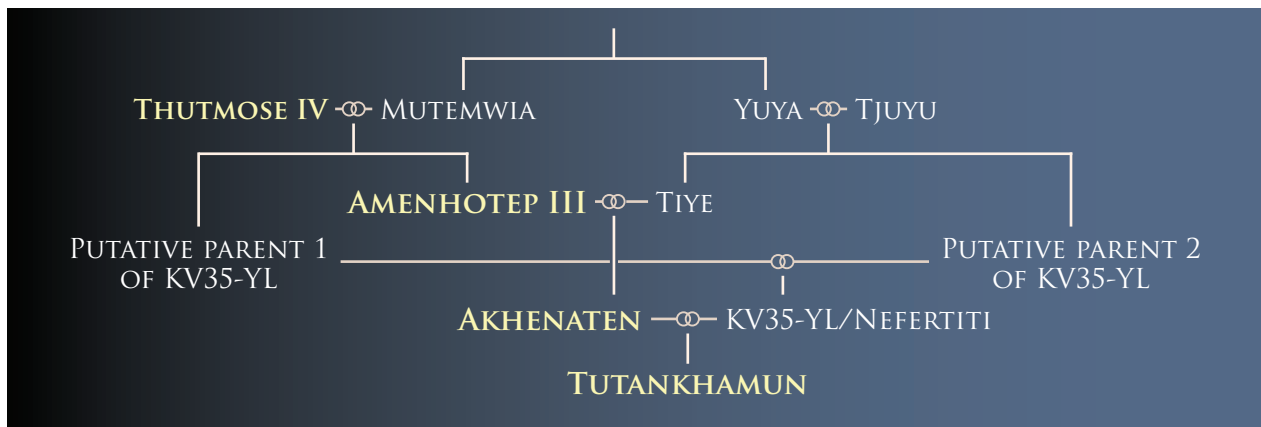 Thutmose IV Mutemwia Yuya Tjuyu
Amenhotep III Tiye
Putative parent 1
of KV35-YL
Putative parent 2
of KV35-YL
Akhenaten KV35-YL/Nefertiti
Tutankhamun